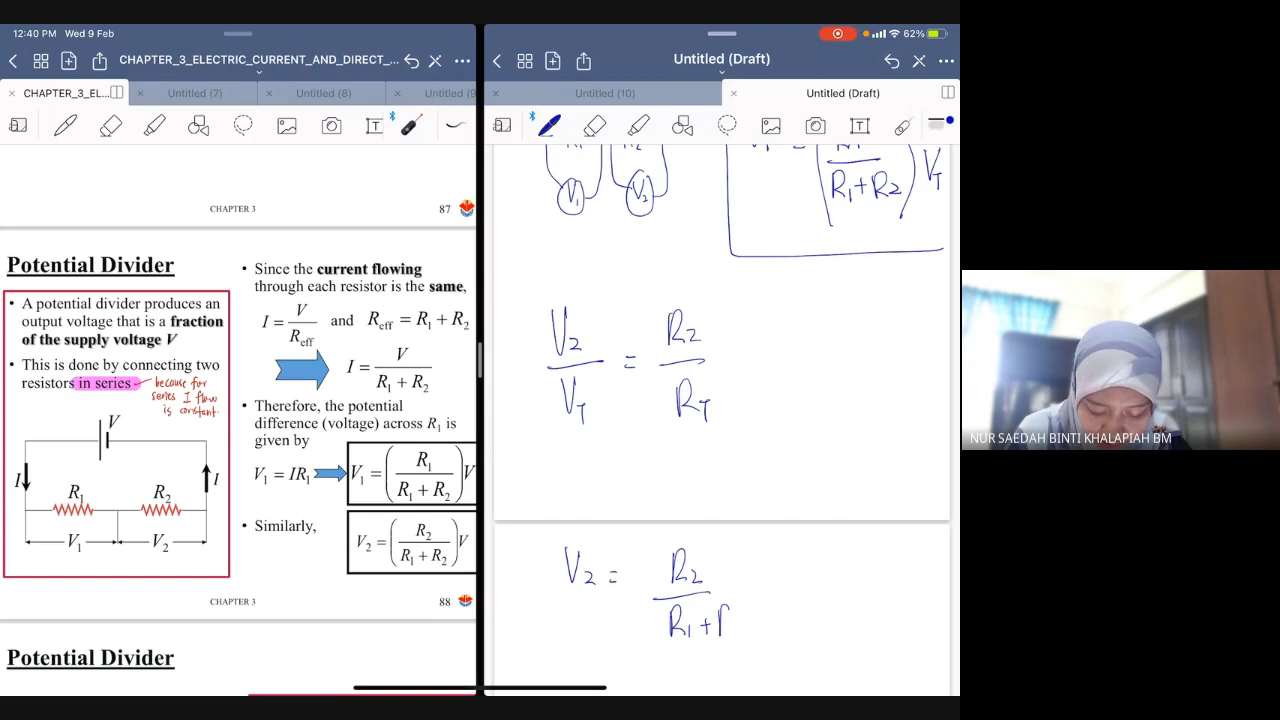 12:40 PM Wed 9 Feb
62%
CHAPTER_3_ELECTRIC_CURRENT_AND_DIRECT_...
Untitled (Draft)
CHAPTER_3_EL...
Untitled (7)
Untitled (8)
Untitled (9
Untitled (10)
Untitled (Draft)
CHAPTER 3
87
Potential Divider
• A potential divider produces an
output voltage that is a fraction
of the supply voltage V
• This is done by connecting two
resistors in series
because for
series I flow
is constant.
V
I
I
R₁
R₂
V₁
V₂
• Since the current flowing
through each resistor is the same,
I = V / R_eff and R_eff = R₁ + R₂
I = V / (R₁ + R₂)
• Therefore, the potential
difference (voltage) across R₁ is
given by
V₁ = IR₁
V₁ = (R₁ / (R₁ + R₂)) V
• Similarly,
V₂ = (R₂ / (R₁ + R₂)) V
CHAPTER 3
88
Potential Divider
V₁
V₂
R₁ + R₂
V_T
V₂ / V_T = R₂ / R_T
V₂ = R₂ / R₁ +
NUR SAEDAH BINTI KHALAPIAH BM